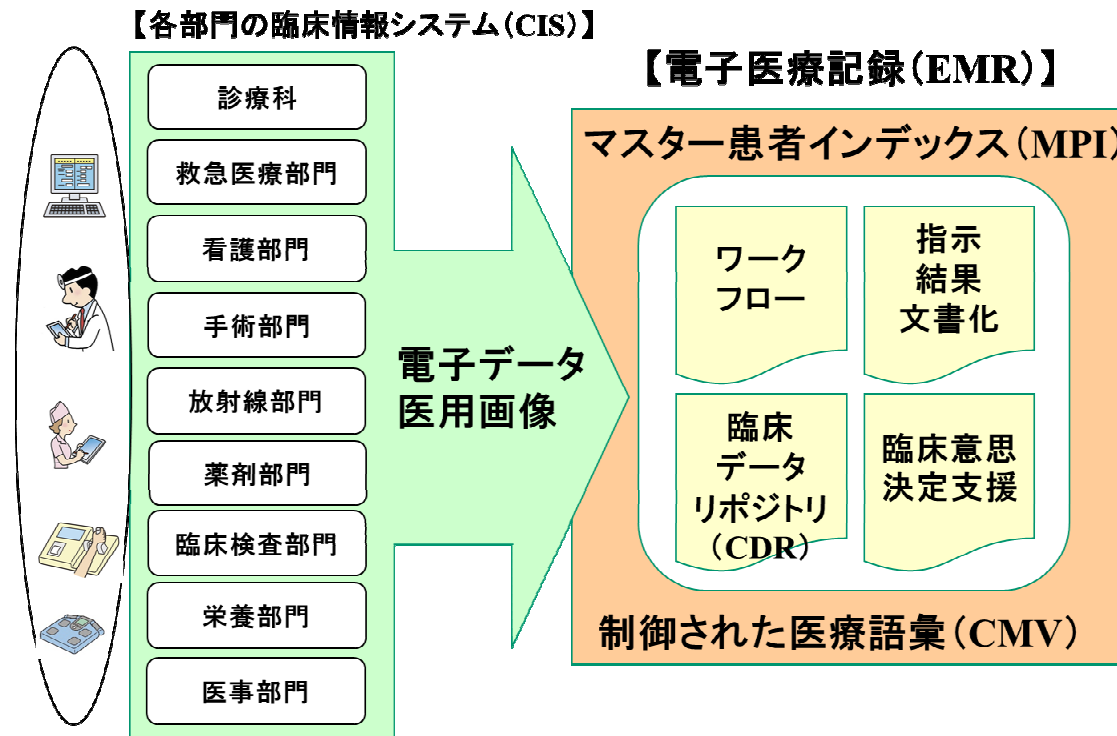 【各部門の臨床情報システム(CIS)】
診療科
救急医療部門
看護部門
手術部門
放射線部門
薬剤部門
臨床検査部門
栄養部門
医事部門
電子データ
医用画像
【電子医療記録(EMR)】
マスター患者インデックス(MPI)
ワーク
フロー
指示
結果
文書化
臨床
データ
リポジトリ
(CDR)
臨床意思
決定支援
制御された医療語彙(CMV)